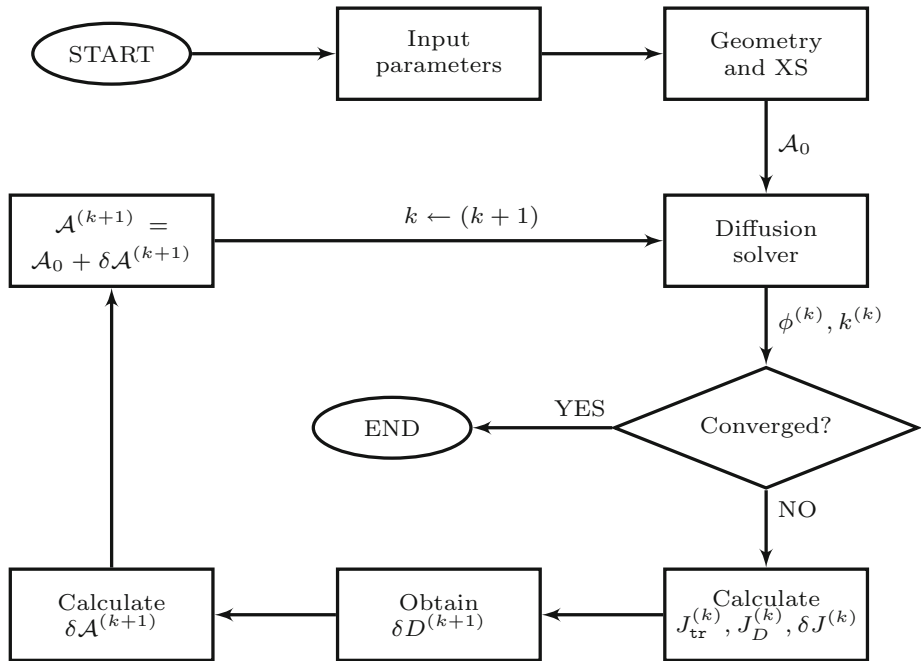 START
Input
parameters
Geometry
and XS
𝒜₀
𝒜⁽ᵏ⁺¹⁾ =
𝒜₀ + δ𝒜⁽ᵏ⁺¹⁾
k ← (k + 1)
Diffusion
solver
ϕ⁽ᵏ⁾, k⁽ᵏ⁾
Converged?
YES
END
NO
Calculate
J_tr⁽ᵏ⁾, J_D⁽ᵏ⁾, δJ⁽ᵏ⁾
Obtain
δD⁽ᵏ⁺¹⁾
Calculate
δ𝒜⁽ᵏ⁺¹⁾